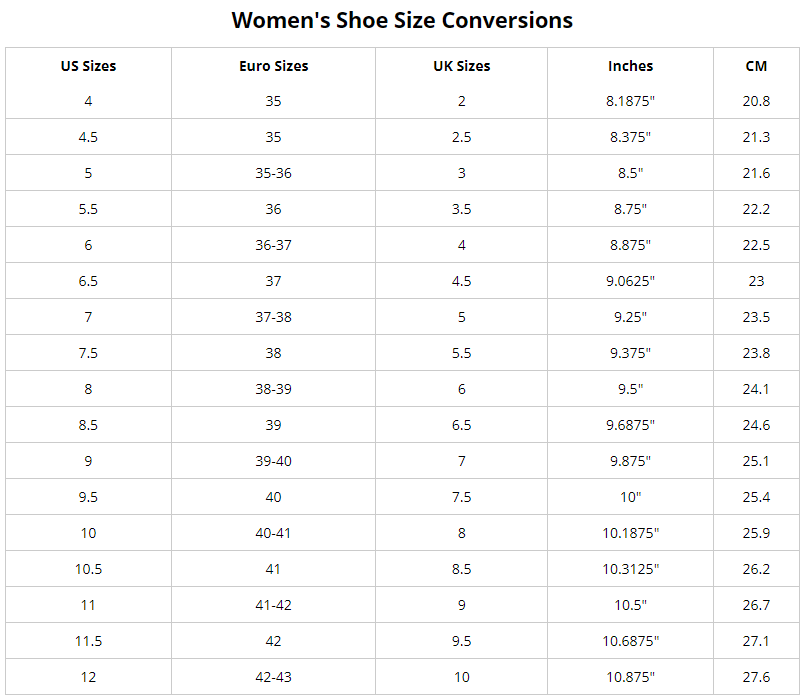 Women's Shoe Size Conversions
US Sizes Euro Sizes UK Sizes Inches CM
4 35 2 8.1875" 20.8
4.5 35 2.5 8.375" 21.3
5 35-36 3 8.5" 21.6
5.5 36 3.5 8.75" 22.2
6 36-37 4 8.875" 22.5
6.5 37 4.5 9.0625" 23
7 37-38 5 9.25" 23.5
7.5 38 5.5 9.375" 23.8
8 38-39 6 9.5" 24.1
8.5 39 6.5 9.6875" 24.6
9 39-40 7 9.875" 25.1
9.5 40 7.5 10" 25.4
10 40-41 8 10.1875" 25.9
10.5 41 8.5 10.3125" 26.2
11 41-42 9 10.5" 26.7
11.5 42 9.5 10.6875" 27.1
12 42-43 10 10.875" 27.6